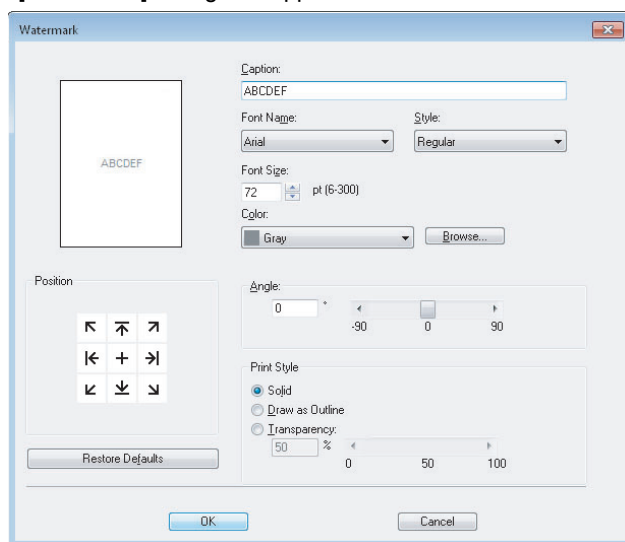 Watermark
Caption:
ABCDEF
Font Name:
Style:
Arial
Regular
ABCDEF
Font Size:
72
pt (6-300)
Color:
Gray
Browse...
Position
Angle:
0 °
-90 0 90
Print Style
Solid
Draw as Outline
Transparency:
50 %
0 50 100
Restore Defaults
OK
Cancel